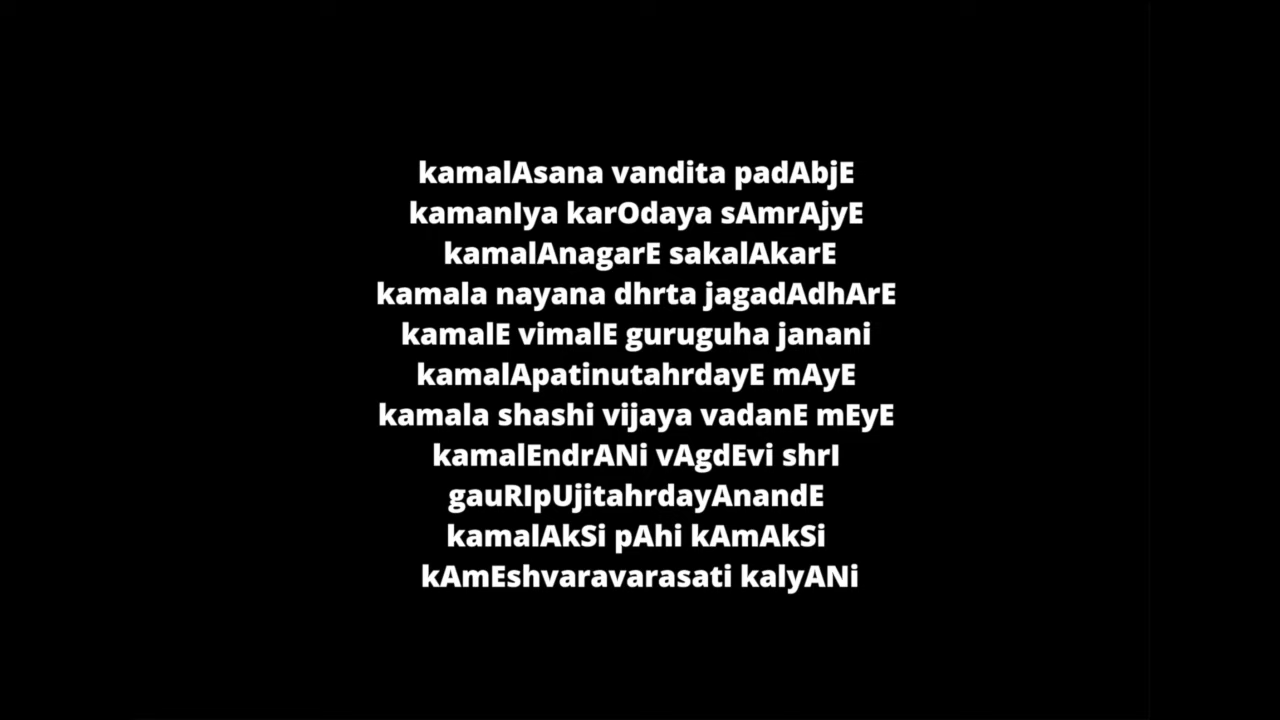 kamalAsana vandita padAbjE
kamanIya karOdaya sAmrAjyE
kamalAnagarE sakalAkarE
kamala nayana dhrta jagadAdhArE
kamalE vimalE guruguha janani
kamalApatinutahrdayE mAyE
kamala shashi vijaya vadanE mEyE
kamalEndrANi vAgdEvi shrI
gauRIpUjitahrdayAnandE
kamalAkSi pAhi kAmAkSi
kAmEshvaravarasati kalyANi